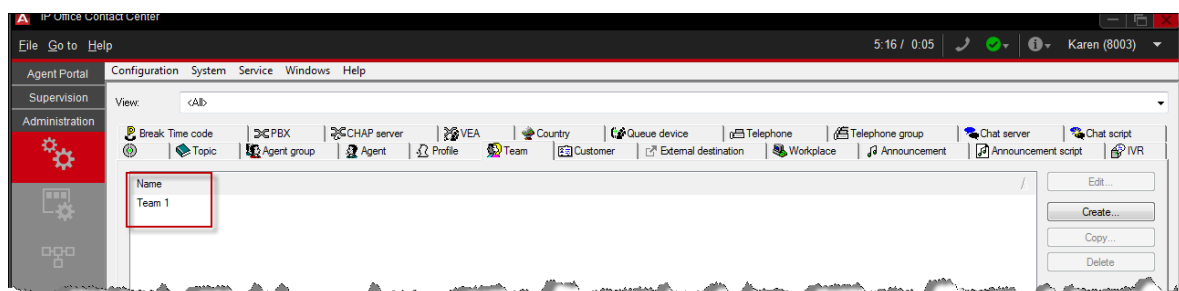 A IP Office Contact Center
File Go to Help 5:16 / 0:05 Karen (8003)
Agent Portal Configuration System Service Windows Help
Supervision View: <All>
Administration
Break Time code PBX CHAP server VEA Country Queue device Telephone Telephone group Chat server Chat script
Topic Agent group Agent Profile Team Customer External destination Workplace Announcement Announcement script IVR
Name / Edit...
Team 1 Create...
Copy...
Delete